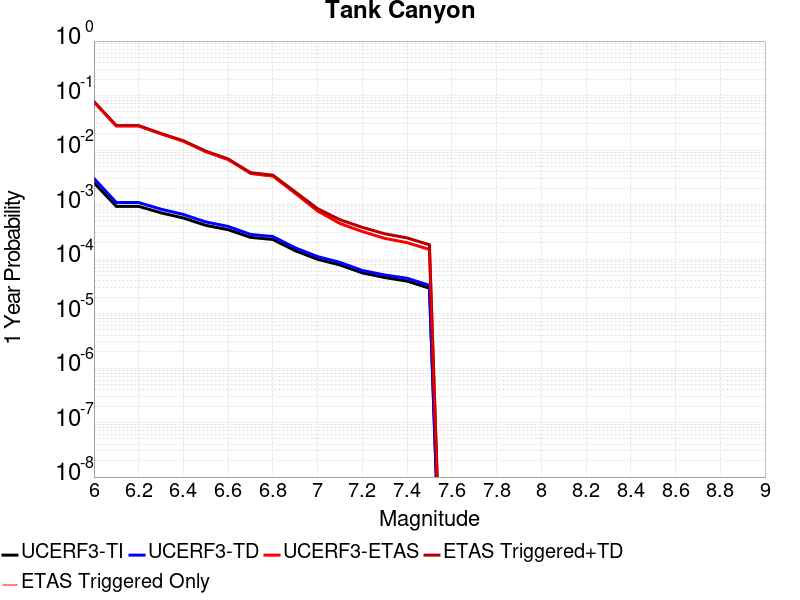 Tank Canyon
10^0
10^-1
10^-2
10^-3
10^-4
10^-5
10^-6
10^-7
10^-8
1 Year Probability
6 6.2 6.4 6.6 6.8 7 7.2 7.4 7.6 7.8 8 8.2 8.4 8.6 8.8 9
Magnitude
UCERF3-TI UCERF3-TD UCERF3-ETAS ETAS Triggered+TD
ETAS Triggered Only